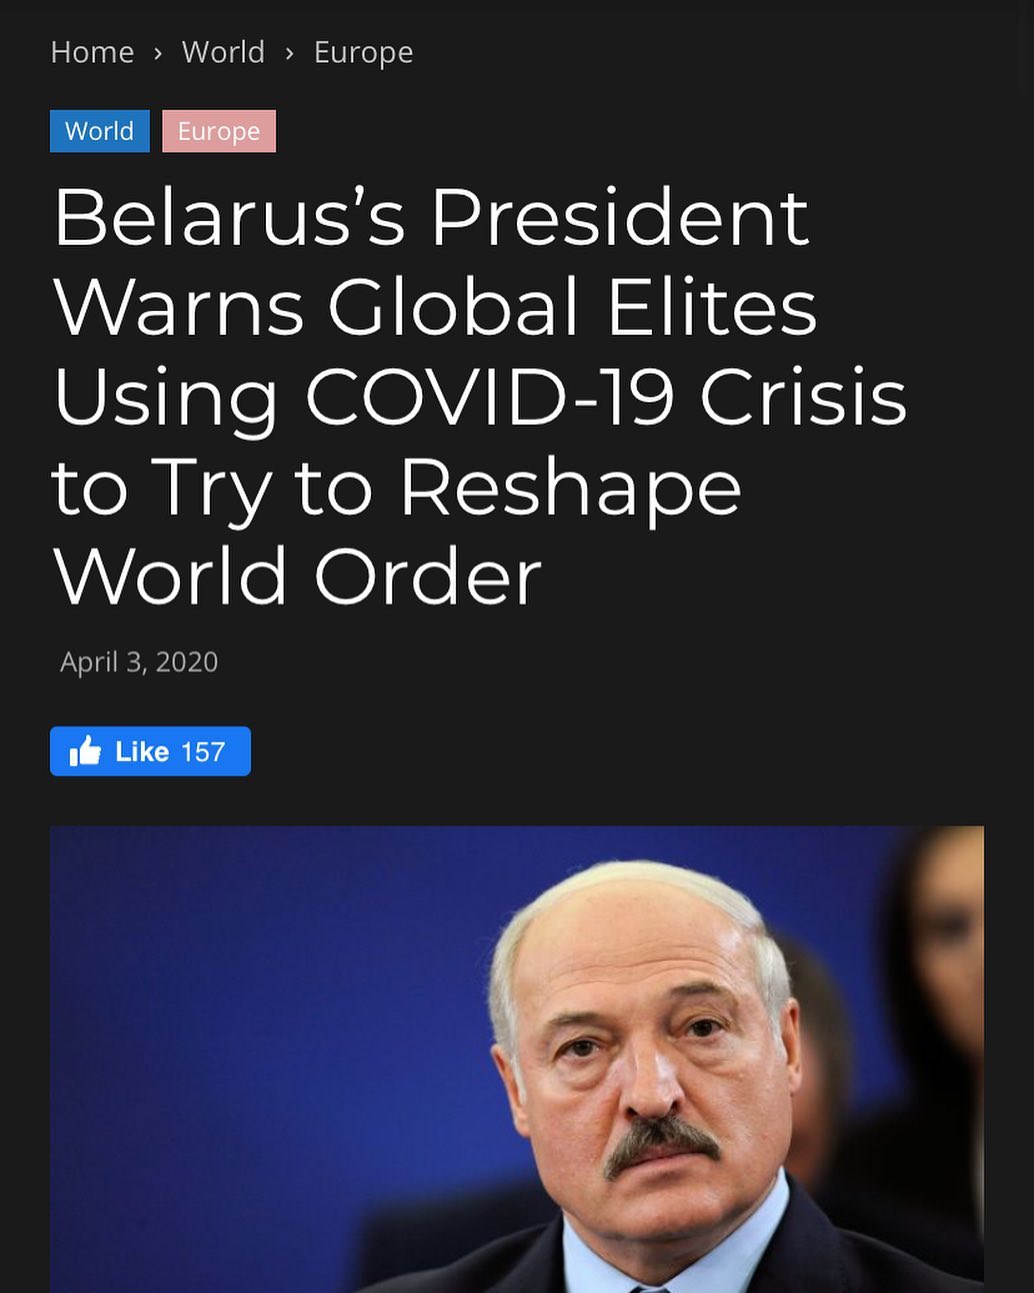 Home › World › Europe
World Europe
Belarus’s President
Warns Global Elites
Using COVID-19 Crisis
to Try to Reshape
World Order
April 3, 2020
Like 157